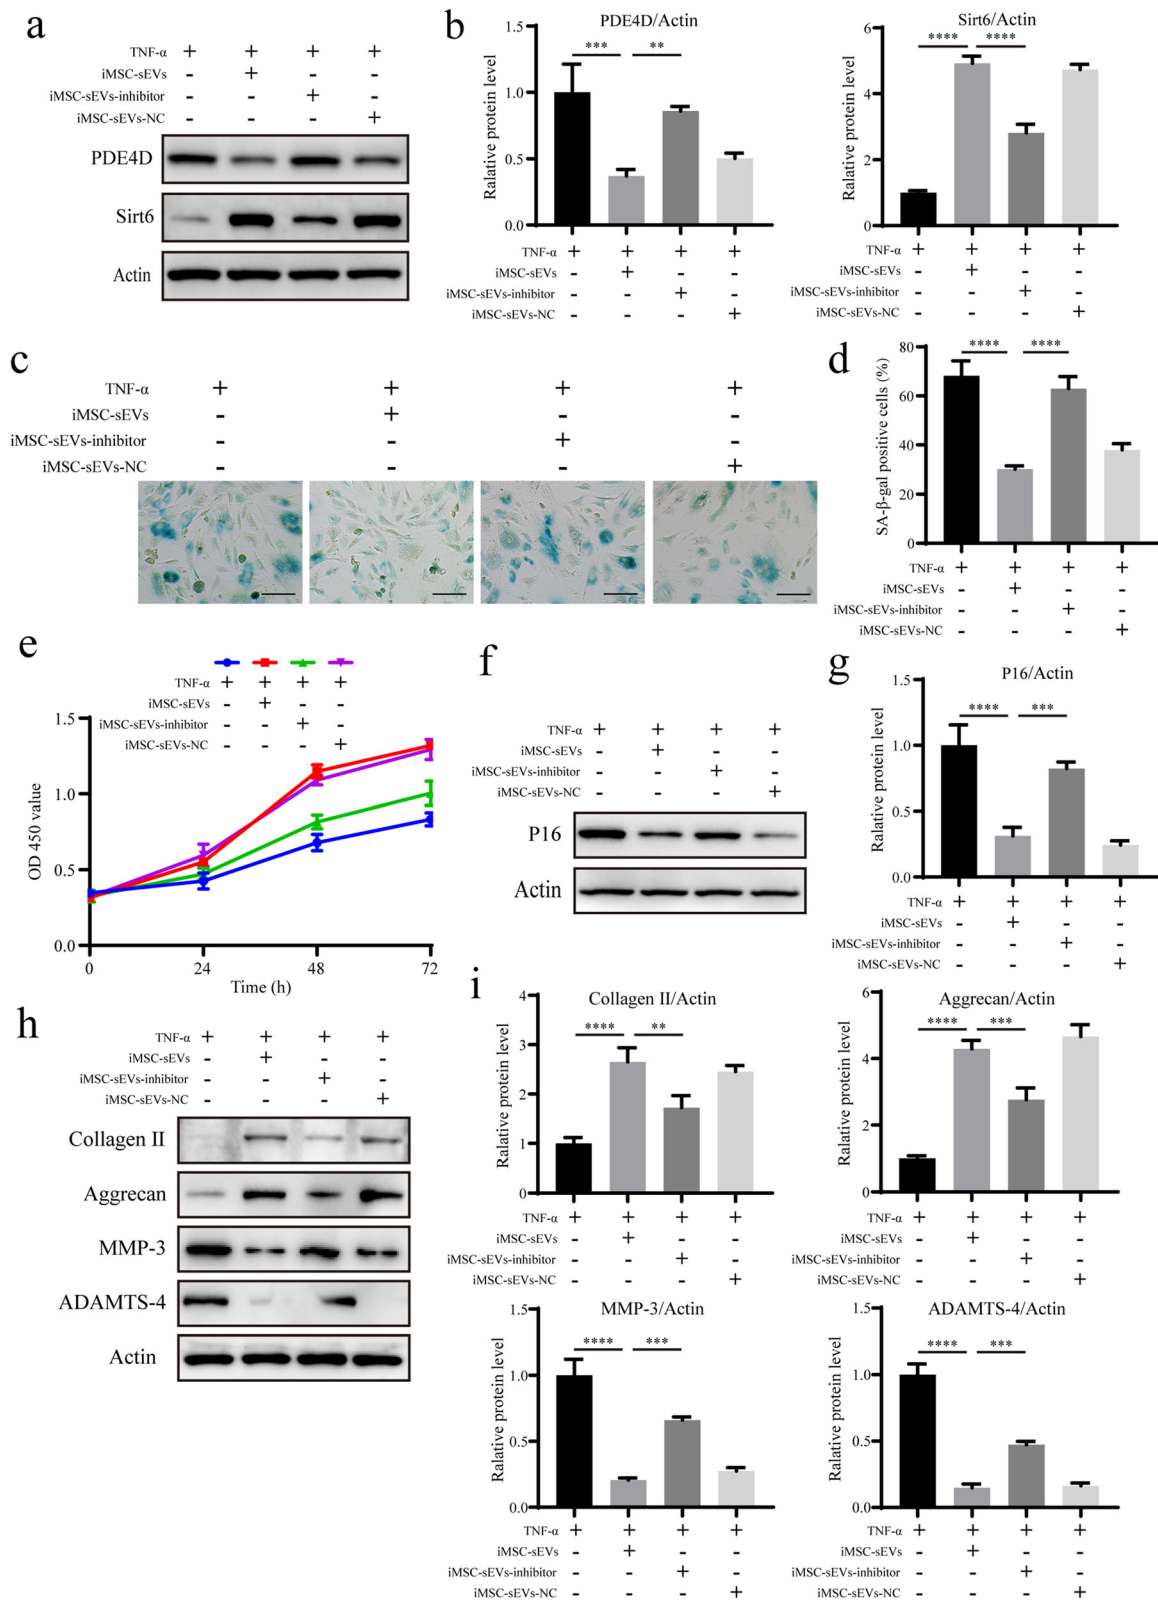 a
TNF-α + + + +
iMSC-sEVs - + - -
iMSC-sEVs-inhibitor - - + -
iMSC-sEVs-NC - - - +
PDE4D
Sirt6
Actin
b
PDE4D/Actin
*** **
Ralative protein level
1.5
1.0
0.5
0.0
TNF-α + + + +
iMSC-sEVs - + - -
iMSC-sEVs-inhibitor - - + -
iMSC-sEVs-NC - - - +
Sirt6/Actin
**** ****
Ralative protein level
6
4
2
0
TNF-α + + + +
iMSC-sEVs - + - -
iMSC-sEVs-inhibitor - - + -
iMSC-sEVs-NC - - - +
c
TNF-α + + + +
iMSC-sEVs - + - -
iMSC-sEVs-inhibitor - - + -
iMSC-sEVs-NC - - - +
d
**** ****
SA-β-gal positive cells (%)
80
60
40
20
0
TNF-α + + + +
iMSC-sEVs - + - -
iMSC-sEVs-inhibitor - - + -
iMSC-sEVs-NC - - - +
e
TNF-α + + + +
iMSC-sEVs - + - -
iMSC-sEVs-inhibitor - - + -
iMSC-sEVs-NC - - - +
OD 450 value
1.5
1.0
0.5
0.0
0 24 48 72
Time (h)
f
TNF-α + + + +
iMSC-sEVs - + - -
iMSC-sEVs-inhibitor - - + -
iMSC-sEVs-NC - - - +
P16
Actin
g
P16/Actin
**** ***
Ralative protein level
1.5
1.0
0.5
0.0
TNF-α + + + +
iMSC-sEVs - + - -
iMSC-sEVs-inhibitor - - + -
iMSC-sEVs-NC - - - +
h
TNF-α + + + +
iMSC-sEVs - + - -
iMSC-sEVs-inhibitor - - + -
iMSC-sEVs-NC - - - +
Collagen II
Aggrecan
MMP-3
ADAMTS-4
Actin
i
Collagen II/Actin
**** **
Ralative protein level
4
3
2
1
0
TNF-α + + + +
iMSC-sEVs - + - -
iMSC-sEVs-inhibitor - - + -
iMSC-sEVs-NC - - - +
Aggrecan/Actin
**** ***
Ralative protein level
6
4
2
0
TNF-α + + + +
iMSC-sEVs - + - -
iMSC-sEVs-inhibitor - - + -
iMSC-sEVs-NC - - - +
MMP-3/Actin
**** ***
Ralative protein level
1.5
1.0
0.5
0.0
TNF-α + + + +
iMSC-sEVs - + - -
iMSC-sEVs-inhibitor - - + -
iMSC-sEVs-NC - - - +
ADAMTS-4/Actin
**** ***
Ralative protein level
1.5
1.0
0.5
0.0
TNF-α + + + +
iMSC-sEVs - + - -
iMSC-sEVs-inhibitor - - + -
iMSC-sEVs-NC - - - +